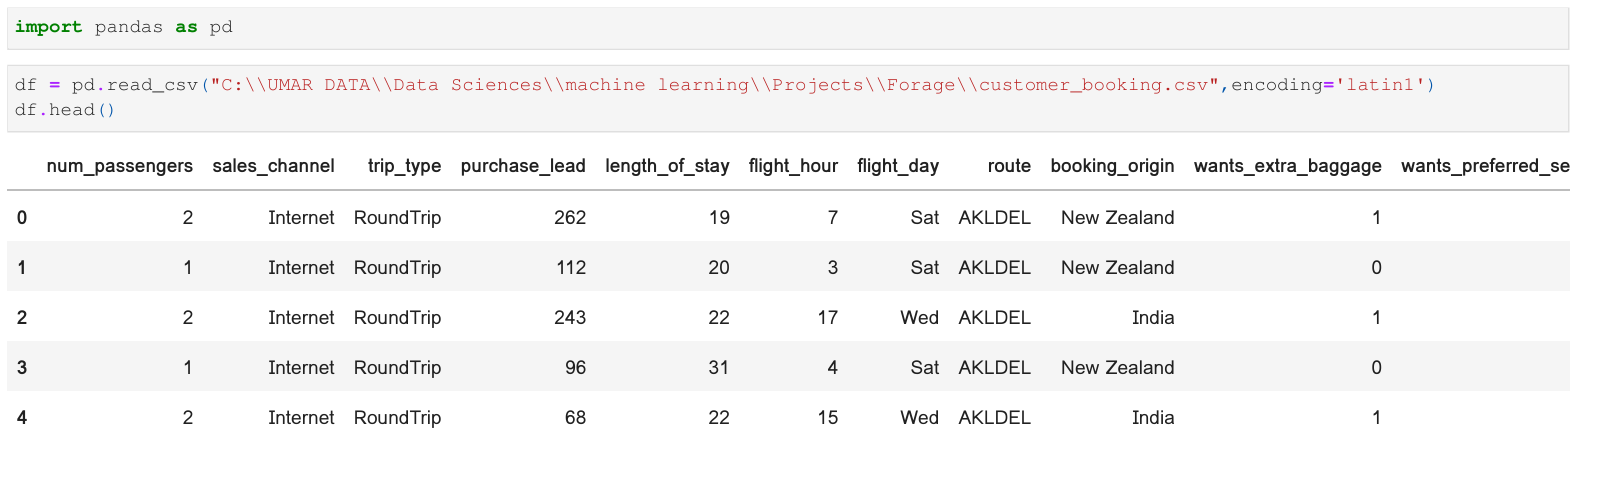 import pandas as pd
df = pd.read_csv("C:\\UMAR DATA\\Data Sciences\\machine learning\\Projects\\Forage\\customer_booking.csv",encoding='latin1')
df.head()
num_passengers sales_channel trip_type purchase_lead length_of_stay flight_hour flight_day route booking_origin wants_extra_baggage wants_preferred_se
0 2 Internet RoundTrip 262 19 7 Sat AKLDEL New Zealand 1
1 1 Internet RoundTrip 112 20 3 Sat AKLDEL New Zealand 0
2 2 Internet RoundTrip 243 22 17 Wed AKLDEL India 1
3 1 Internet RoundTrip 96 31 4 Sat AKLDEL New Zealand 0
4 2 Internet RoundTrip 68 22 15 Wed AKLDEL India 1